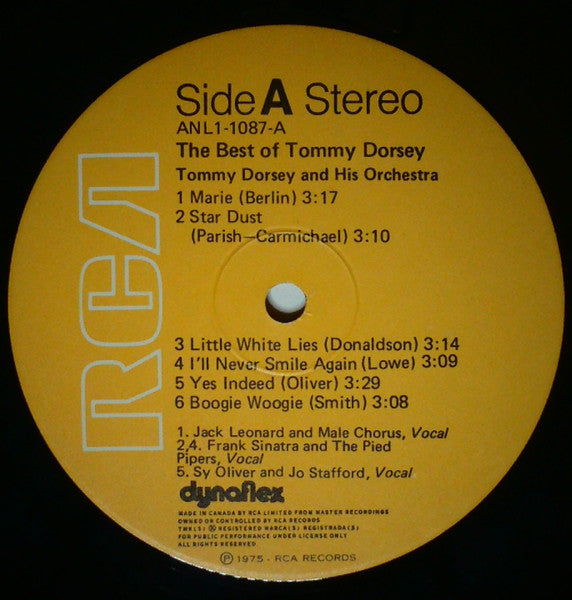 Side A Stereo
ANL1-1087-A
The Best of Tommy Dorsey
Tommy Dorsey and His Orchestra
1 Marie (Berlin) 3:17
2 Star Dust
(Parish—Carmichael) 3:10
RCA
3 Little White Lies (Donaldson) 3:14
4 I'll Never Smile Again (Lowe) 3:09
5 Yes Indeed (Oliver) 3:29
6 Boogie Woogie (Smith) 3:08
1. Jack Leonard and Male Chorus, Vocal
2,4. Frank Sinatra and The Pied
Pipers, Vocal
5. Sy Oliver and Jo Stafford, Vocal
dynaflex
MADE IN CANADA BY RCA LIMITED FROM MASTER RECORDINGS
OWNED OR CONTROLLED BY RCA RECORDS
TMK(S) ® REGISTERED MARCA(S) REGISTRADA(S)
FOR PUBLIC PERFORMANCE UNDER LICENSE ONLY
ALL RIGHTS RESERVED.
℗ 1975 - RCA RECORDS